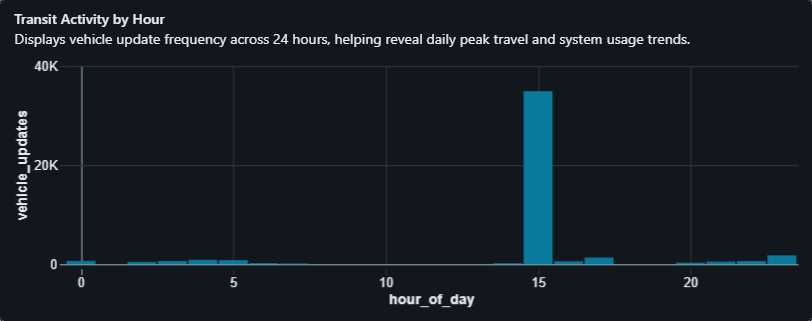 Transit Activity by Hour
Displays vehicle update frequency across 24 hours, helping reveal daily peak travel and system usage trends.
40K
20K
0
vehicle_updates
0 5 10 15 20
hour_of_day